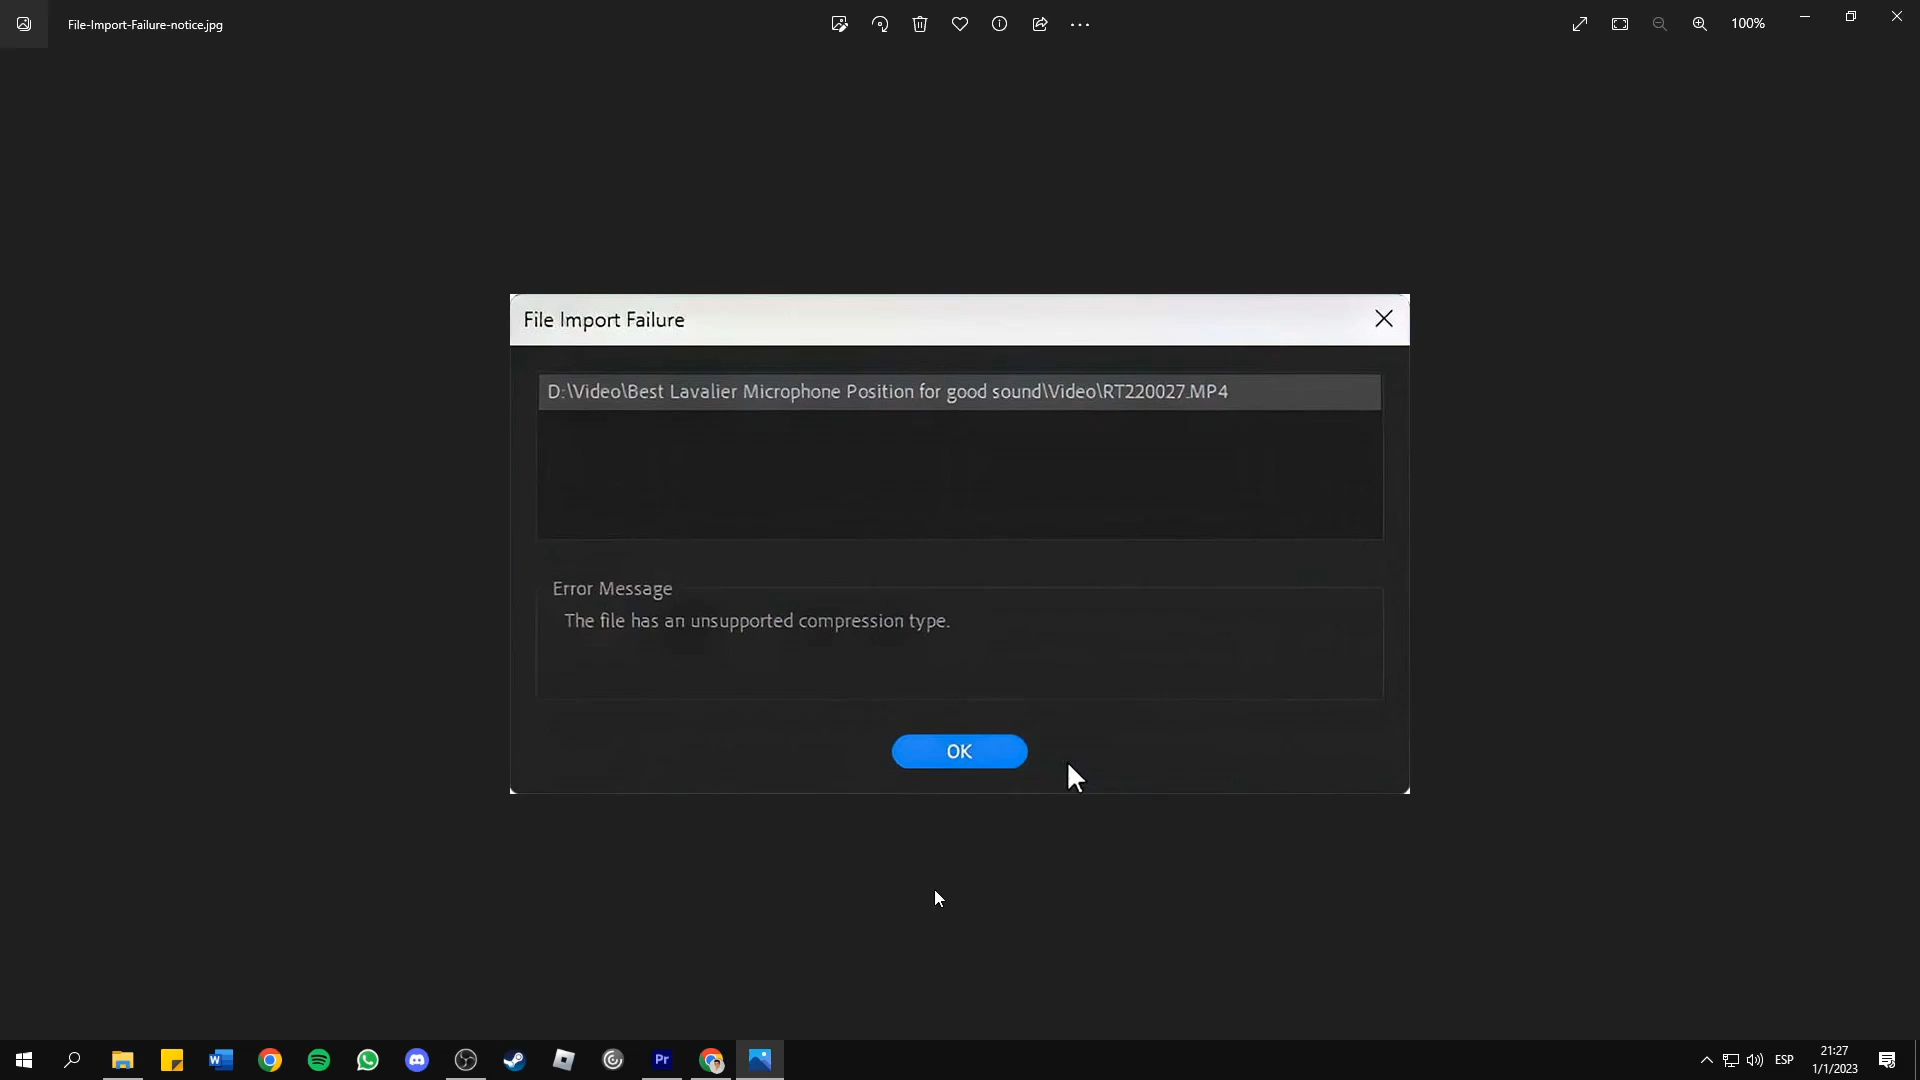 File-Import-Failure-notice.jpg
100%
File Import Failure
D:\Video\Best Lavalier Microphone Position for good sound\Video\RT220027.MP4
Error Message
The file has an unsupported compression type.
OK
W
Pr
ESP
21:27
1/1/2023